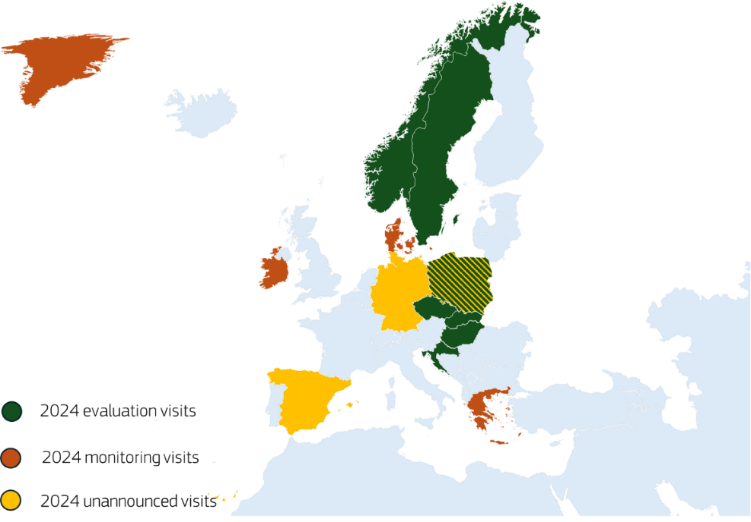 2024 evaluation visits
2024 monitoring visits
2024 unannounced visits